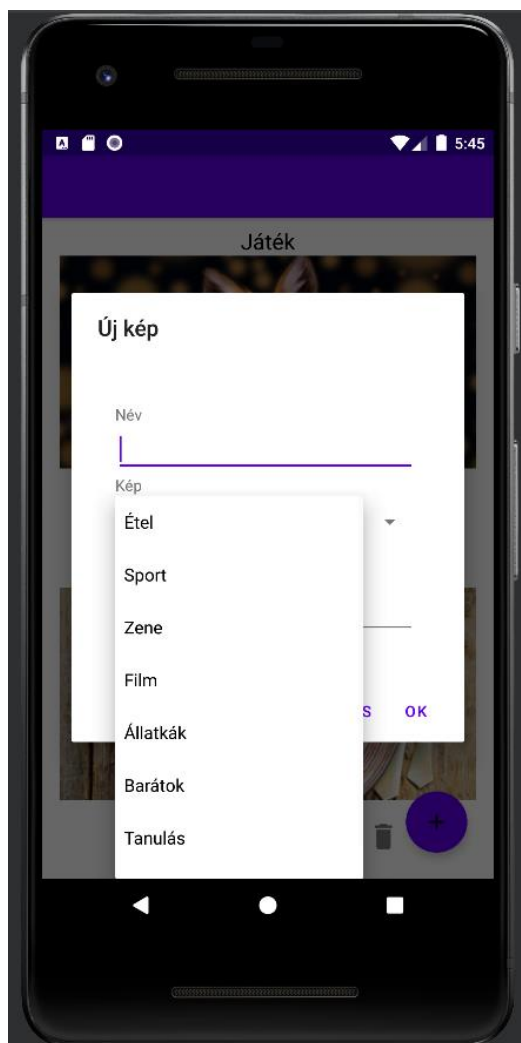 5:45
Játék
Új kép
Név
Kép
Étel
Sport
Zene
Film
Állatkák
S OK
Barátok
Tanulás
+